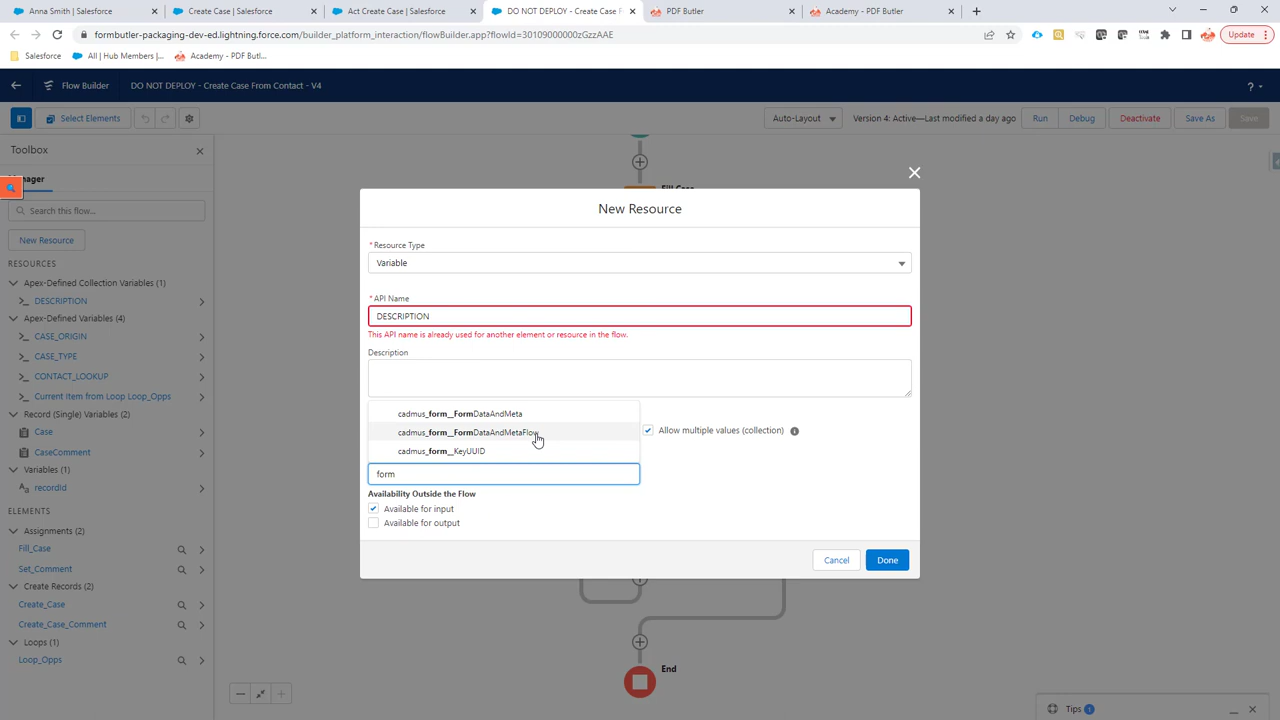 Anna Smith | Salesforce
Create Case | Salesforce
Act Create Case | Salesforce
DO NOT DEPLOY - Create Case F
PDF Butler
Academy - PDF Butler
formbutler-packaging-dev-ed.lightning.force.com/builder_platform_interaction/flowBuilder.app?flowId=30109000000zGzzAAE
Update
Salesforce
All | Hub Members |...
Academy - PDF Butl...
Flow Builder
DO NOT DEPLOY - Create Case From Contact - V4
?
Select Elements
Auto-Layout
Version 4: Active—Last modified a day ago
Run
Debug
Deactivate
Save As
Save
Toolbox
nager
Search this flow...
New Resource
RESOURCES
Apex-Defined Collection Variables (1)
DESCRIPTION
Apex-Defined Variables (4)
CASE_ORIGIN
CASE_TYPE
CONTACT_LOOKUP
Current Item from Loop Loop_Opps
Record (Single) Variables (2)
Case
CaseComment
Variables (1)
recordId
ELEMENTS
Assignments (2)
Fill_Case
Set_Comment
Create Records (2)
Create_Case
Create_Case_Comment
Loops (1)
Loop_Opps
Fill Case
New Resource
*Resource Type
Variable
*API Name
DESCRIPTION
This API name is already used for another element or resource in the flow.
Description
cadmus_form__FormDataAndMeta
cadmus_form__FormDataAndMetaFlow
cadmus_form__KeyUUID
Allow multiple values (collection)
form
Availability Outside the Flow
Available for input
Available for output
Cancel
Done
End
Tips 1